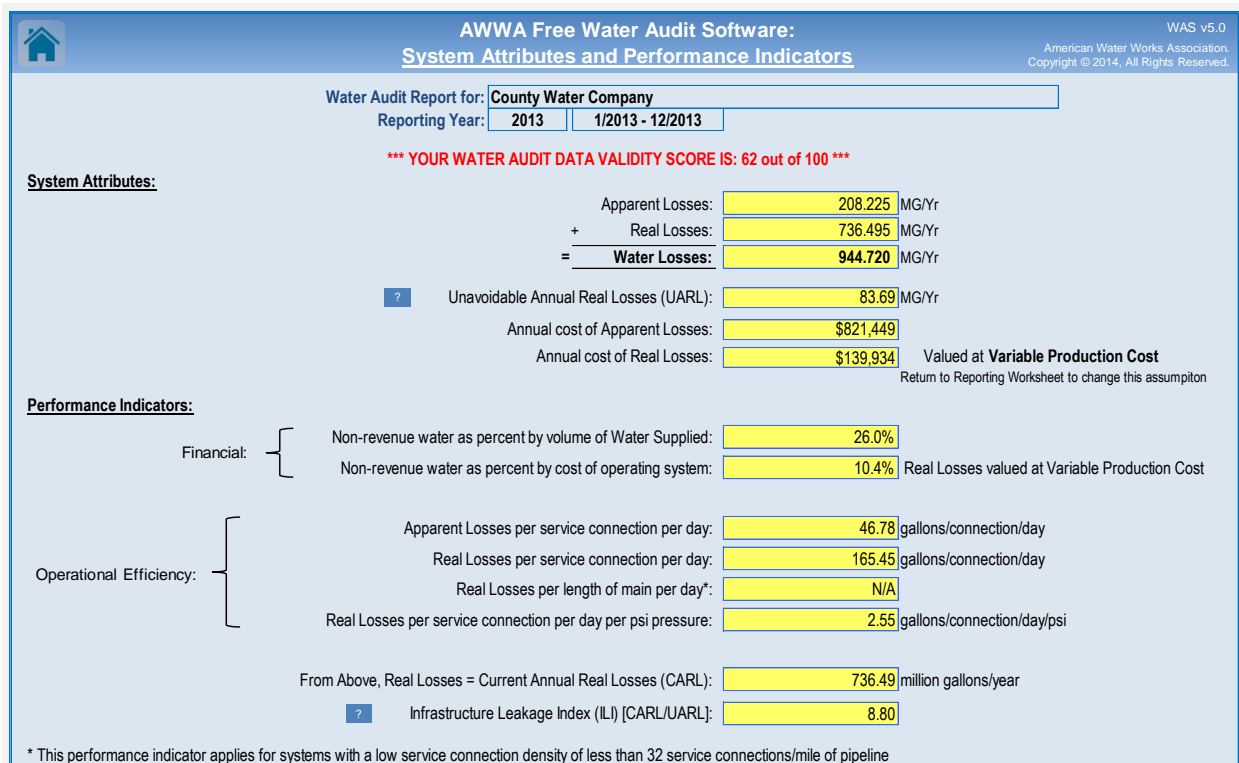 AWWA Free Water Audit Software:
System Attributes and Performance Indicators
WAS v5.0
American Water Works Association.
Copyright © 2014, All Rights Reserved.
Water Audit Report for: County Water Company
Reporting Year: 2013 1/2013 - 12/2013
*** YOUR WATER AUDIT DATA VALIDITY SCORE IS: 62 out of 100 ***
System Attributes:
Apparent Losses: 208.225 MG/Yr
+ Real Losses: 736.495 MG/Yr
= Water Losses: 944.720 MG/Yr
? Unavoidable Annual Real Losses (UARL): 83.69 MG/Yr
Annual cost of Apparent Losses: $821,449
Annual cost of Real Losses: $139,934 Valued at Variable Production Cost
Return to Reporting Worksheet to change this assumpiton
Performance Indicators:
Financial:
Non-revenue water as percent by volume of Water Supplied: 26.0%
Non-revenue water as percent by cost of operating system: 10.4% Real Losses valued at Variable Production Cost
Operational Efficiency:
Apparent Losses per service connection per day: 46.78 gallons/connection/day
Real Losses per service connection per day: 165.45 gallons/connection/day
Real Losses per length of main per day*: N/A
Real Losses per service connection per day per psi pressure: 2.55 gallons/connection/day/psi
From Above, Real Losses = Current Annual Real Losses (CARL): 736.49 million gallons/year
? Infrastructure Leakage Index (ILI) [CARL/UARL]: 8.80
* This performance indicator applies for systems with a low service connection density of less than 32 service connections/mile of pipeline